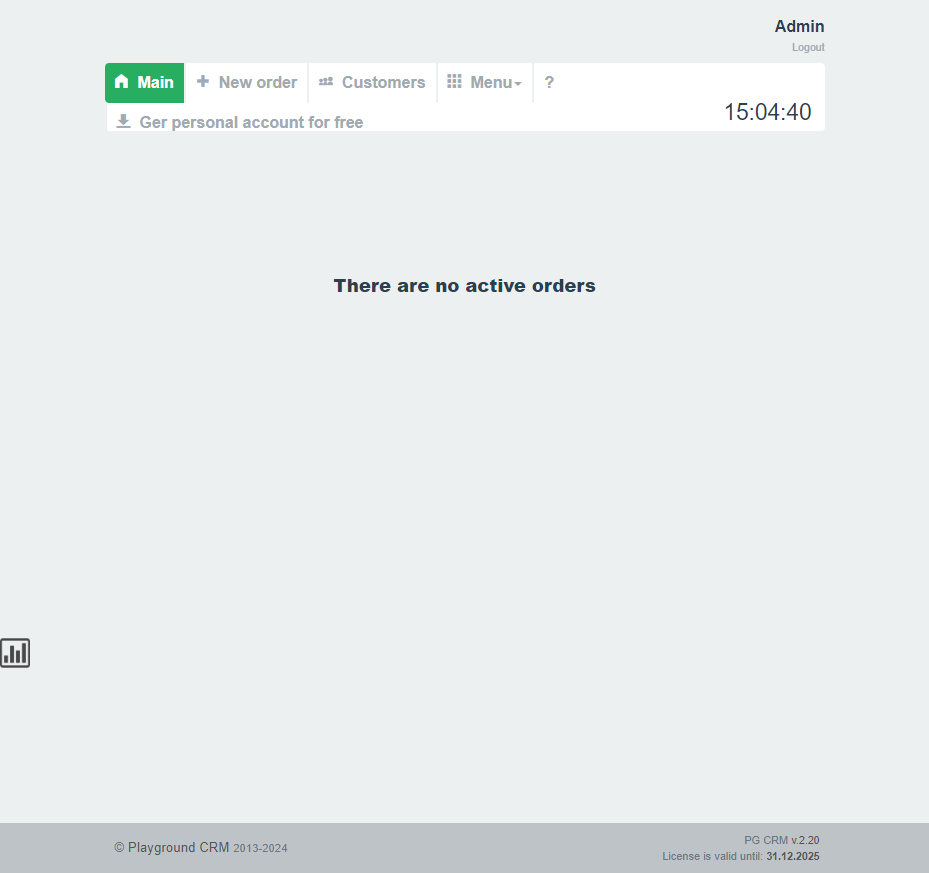 Admin
Logout
Main New order Customers Menu ?
Ger personal account for free 15:04:40
There are no active orders
© Playground CRM 2013-2024
PG CRM v.2.20
License is valid until: 31.12.2025